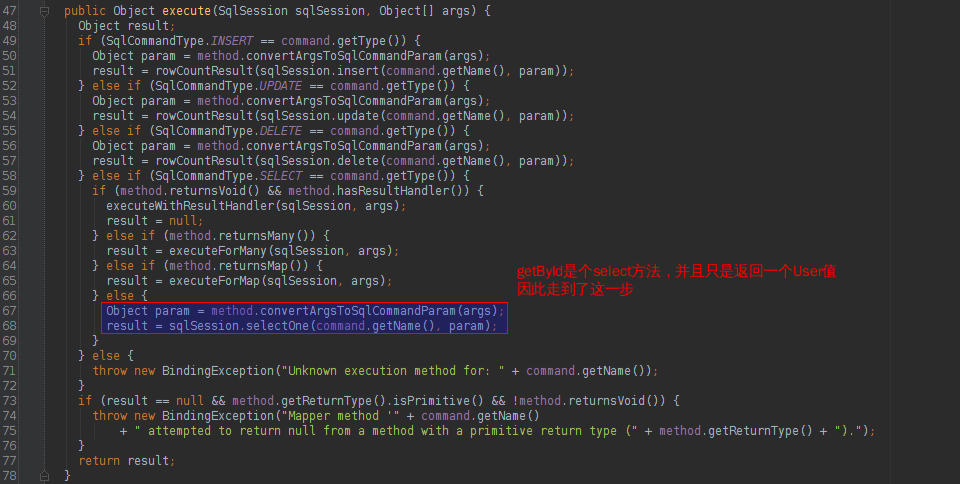 47 public Object execute(SqlSession sqlSession, Object[] args) {
48 Object result;
49 if (SqlCommandType.INSERT == command.getType()) {
50 Object param = method.convertArgsToSqlCommandParam(args);
51 result = rowCountResult(sqlSession.insert(command.getName(), param));
52 } else if (SqlCommandType.UPDATE == command.getType()) {
53 Object param = method.convertArgsToSqlCommandParam(args);
54 result = rowCountResult(sqlSession.update(command.getName(), param));
55 } else if (SqlCommandType.DELETE == command.getType()) {
56 Object param = method.convertArgsToSqlCommandParam(args);
57 result = rowCountResult(sqlSession.delete(command.getName(), param));
58 } else if (SqlCommandType.SELECT == command.getType()) {
59 if (method.returnsVoid() && method.hasResultHandler()) {
60 executeWithResultHandler(sqlSession, args);
61 result = null;
62 } else if (method.returnsMany()) {
63 result = executeForMany(sqlSession, args);
64 } else if (method.returnsMap()) {
65 result = executeForMap(sqlSession, args);
66 } else {
getById是个select方法，并且只是返回一个User值
因此走到了这一步
67 Object param = method.convertArgsToSqlCommandParam(args);
68 result = sqlSession.selectOne(command.getName(), param);
69 }
70 } else {
71 throw new BindingException("Unknown execution method for: " + command.getName());
72 }
73 if (result == null && method.getReturnType().isPrimitive() && !method.returnsVoid()) {
74 throw new BindingException("Mapper method '" + command.getName()
75 + " attempted to return null from a method with a primitive return type (" + method.getReturnType() + ").");
76 }
77 return result;
78 }